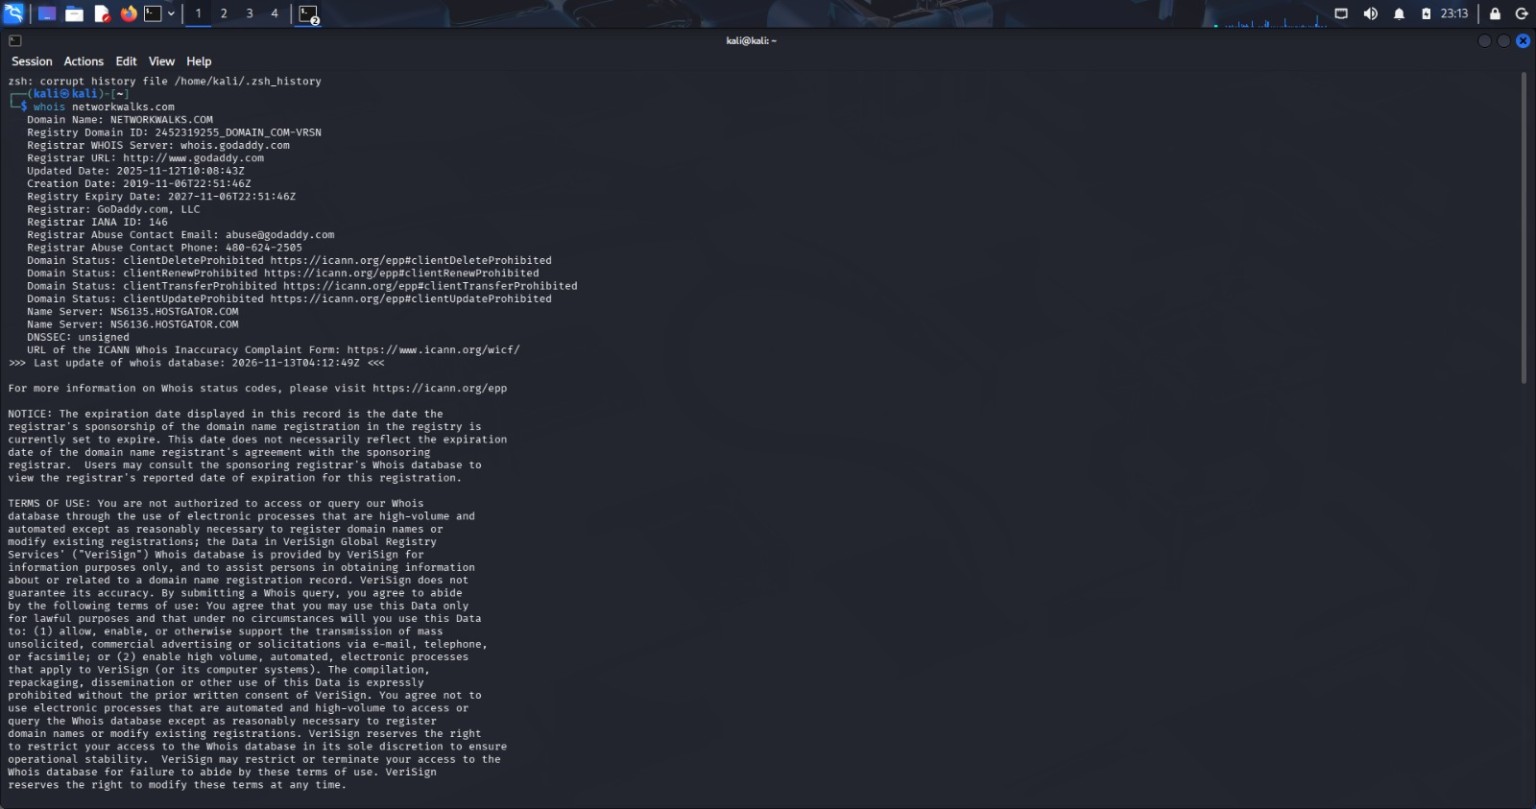 1 2 3 4 2 23:13
kali@kali: ~
Session Actions Edit View Help
zsh: corrupt history file /home/kali/.zsh_history
┌──(kali㉿kali)-[~]
└─$ whois networkwalks.com
Domain Name: NETWORKWALKS.COM
Registry Domain ID: 2452319255_DOMAIN_COM-VRSN
Registrar WHOIS Server: whois.godaddy.com
Registrar URL: http://www.godaddy.com
Updated Date: 2025-11-12T10:08:43Z
Creation Date: 2019-11-06T22:51:46Z
Registry Expiry Date: 2027-11-06T22:51:46Z
Registrar: GoDaddy.com, LLC
Registrar IANA ID: 146
Registrar Abuse Contact Email: abuse@godaddy.com
Registrar Abuse Contact Phone: 480-624-2505
Domain Status: clientDeleteProhibited https://icann.org/epp#clientDeleteProhibited
Domain Status: clientRenewProhibited https://icann.org/epp#clientRenewProhibited
Domain Status: clientTransferProhibited https://icann.org/epp#clientTransferProhibited
Domain Status: clientUpdateProhibited https://icann.org/epp#clientUpdateProhibited
Name Server: NS6135.HOSTGATOR.COM
Name Server: NS6136.HOSTGATOR.COM
DNSSEC: unsigned
URL of the ICANN Whois Inaccuracy Complaint Form: https://www.icann.org/wicf/
>>> Last update of whois database: 2026-11-13T04:12:49Z <<<
For more information on Whois status codes, please visit https://icann.org/epp
NOTICE: The expiration date displayed in this record is the date the
registrar's sponsorship of the domain name registration in the registry is
currently set to expire. This date does not necessarily reflect the expiration
date of the domain name registrant's agreement with the sponsoring
registrar.  Users may consult the sponsoring registrar's Whois database to
view the registrar's reported date of expiration for this registration.
TERMS OF USE: You are not authorized to access or query our Whois
database through the use of electronic processes that are high-volume and
automated except as reasonably necessary to register domain names or
modify existing registrations; the Data in VeriSign Global Registry
Services' ("VeriSign") Whois database is provided by VeriSign for
information purposes only, and to assist persons in obtaining information
about or related to a domain name registration record. VeriSign does not
guarantee its accuracy. By submitting a Whois query, you agree to abide
by the following terms of use: You agree that you may use this Data only
for lawful purposes and that under no circumstances will you use this Data
to: (1) allow, enable, or otherwise support the transmission of mass
unsolicited, commercial advertising or solicitations via e-mail, telephone,
or facsimile; or (2) enable high volume, automated, electronic processes
that apply to VeriSign (or its computer systems). The compilation,
repackaging, dissemination or other use of this Data is expressly
prohibited without the prior written consent of VeriSign. You agree not to
use electronic processes that are automated and high-volume to access or
query the Whois database except as reasonably necessary to register
domain names or modify existing registrations. VeriSign reserves the right
to restrict your access to the Whois database in its sole discretion to ensure
operational stability.  VeriSign may restrict or terminate your access to the
Whois database for failure to abide by these terms of use. VeriSign
reserves the right to modify these terms at any time.